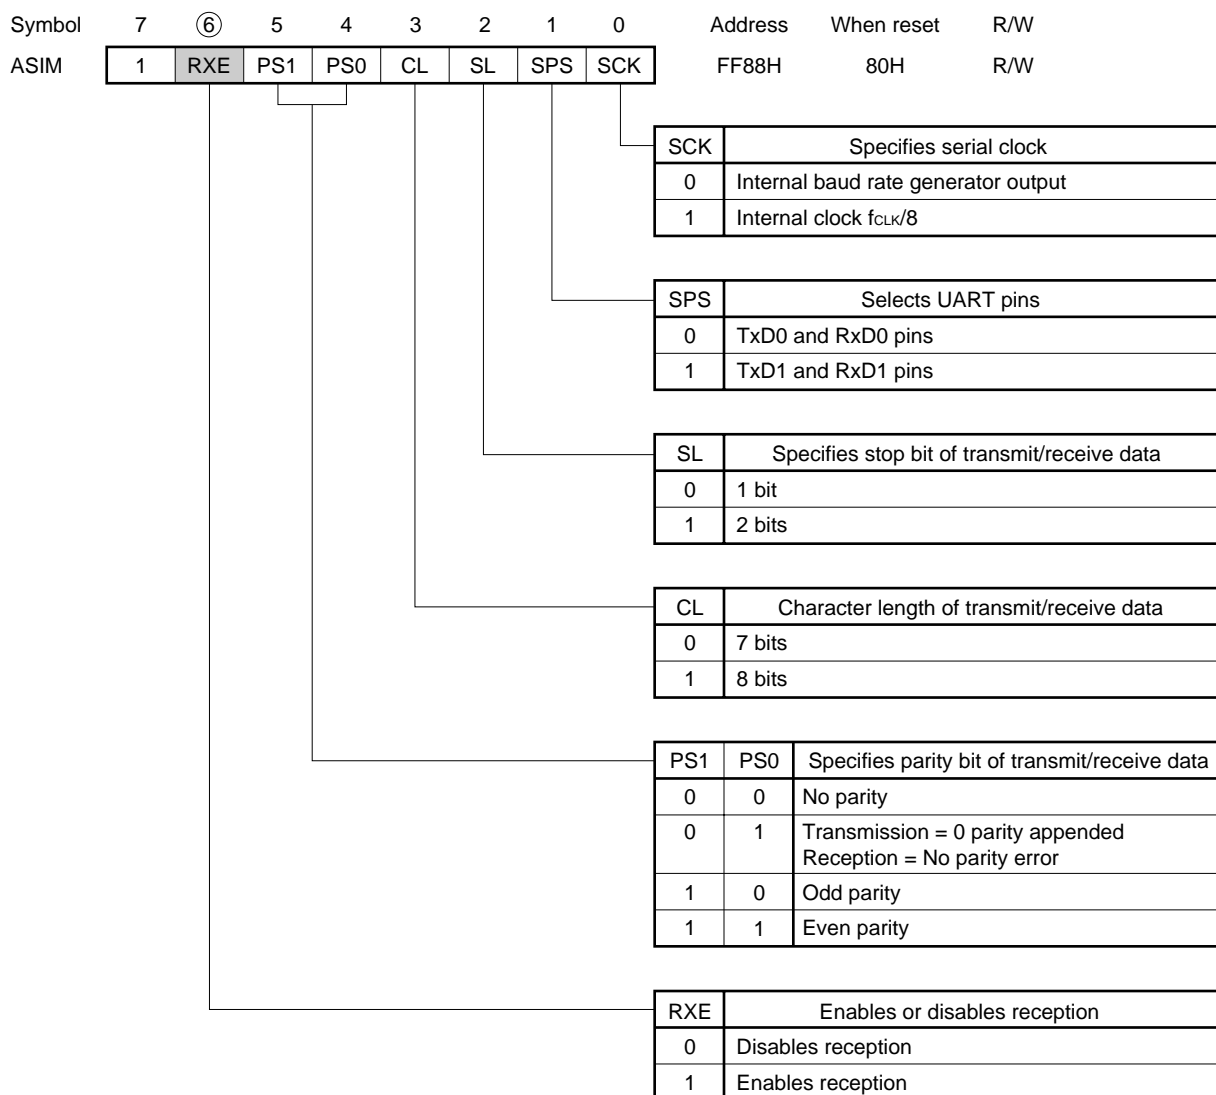 Symbol 7 ⑥ 5 4 3 2 1 0 Address When reset R/W
ASIM 1 RXE PS1 PS0 CL SL SPS SCK FF88H 80H R/W
SCK Specifies serial clock
0 Internal baud rate generator output
1 Internal clock fCLK/8
SPS Selects UART pins
0 TxD0 and RxD0 pins
1 TxD1 and RxD1 pins
SL Specifies stop bit of transmit/receive data
0 1 bit
1 2 bits
CL Character length of transmit/receive data
0 7 bits
1 8 bits
PS1 PS0 Specifies parity bit of transmit/receive data
0 0 No parity
0 1 Transmission = 0 parity appended
Reception = No parity error
1 0 Odd parity
1 1 Even parity
RXE Enables or disables reception
0 Disables reception
1 Enables reception